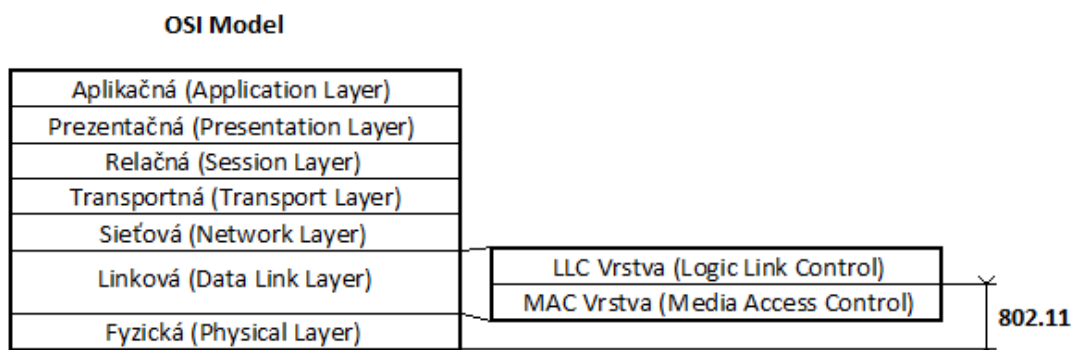 OSI Model
Aplikačná (Application Layer)
Prezentačná (Presentation Layer)
Relačná (Session Layer)
Transportná (Transport Layer)
Sieťová (Network Layer)
Linková (Data Link Layer)
Fyzická (Physical Layer)
LLC Vrstva (Logic Link Control)
MAC Vrstva (Media Access Control)
802.11